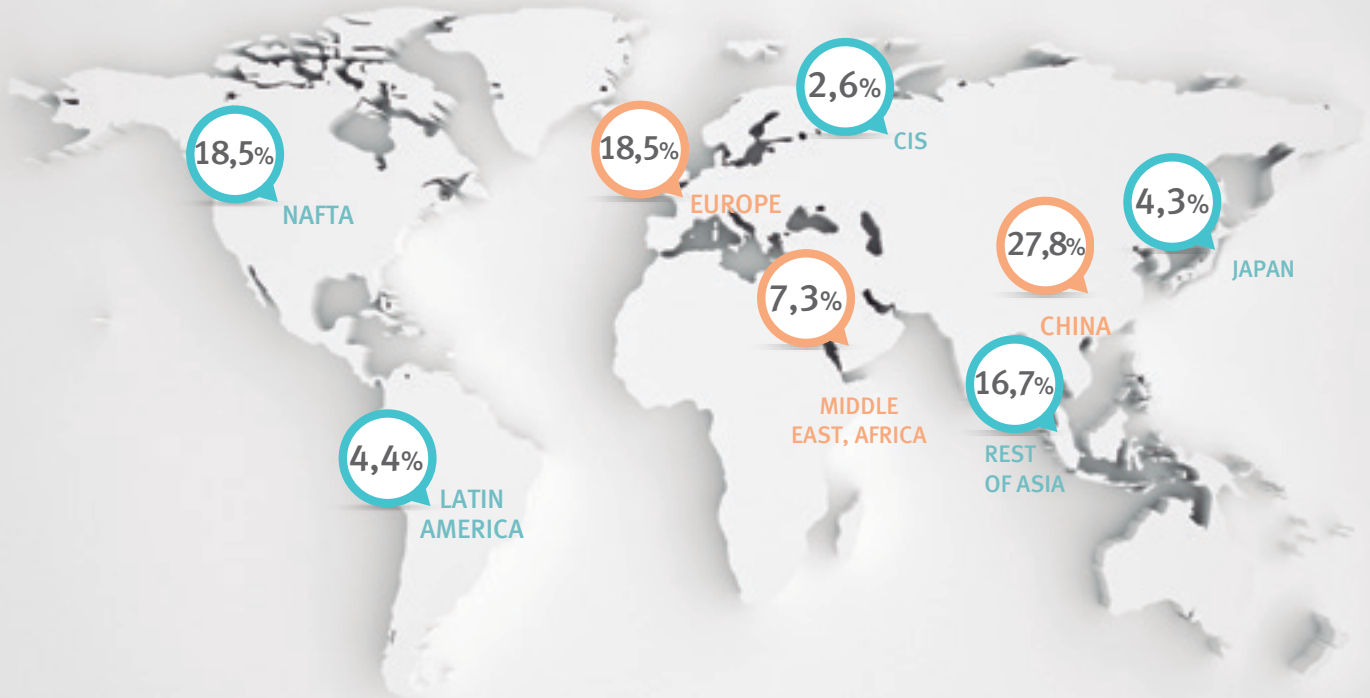 2,6%
CIS
18,5%
NAFTA
18,5%
EUROPE
4,3%
JAPAN
27,8%
CHINA
7,3%
MIDDLE
EAST, AFRICA
16,7%
REST
OF ASIA
4,4%
LATIN
AMERICA